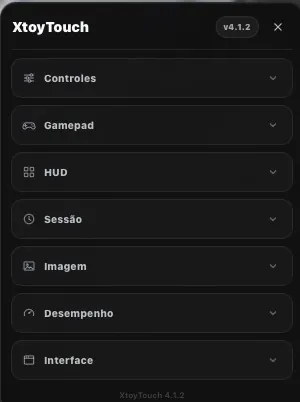 XtoyTouch
v4.1.2
Controles
Gamepad
HUD
Sessão
Imagem
Desempenho
Interface
XtoyTouch 4.1.2